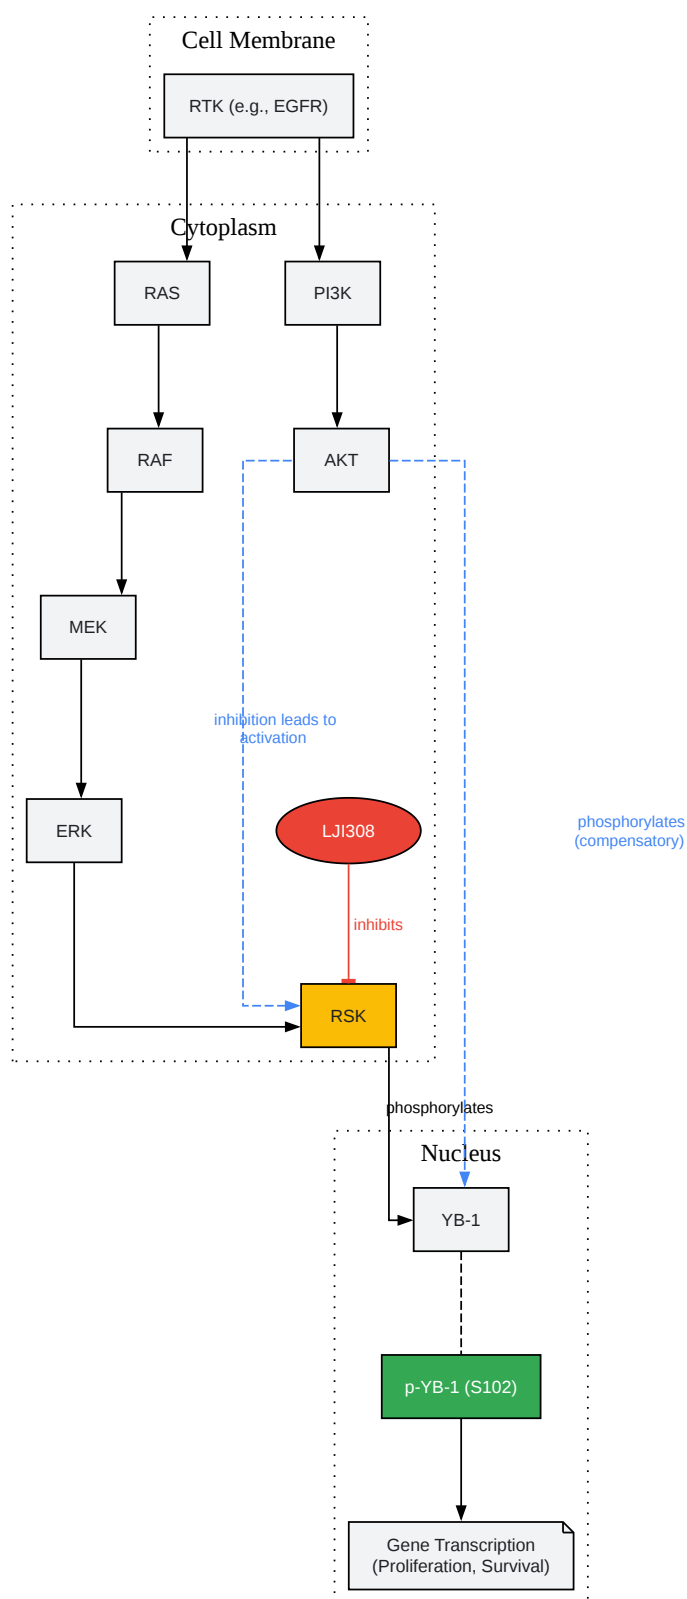 Cell Membrane
RTK (e.g., EGFR)
Cytoplasm
RAS
PI3K
RAF
AKT
MEK
inhibition leads to
activation
phosphorylates
(compensatory)
ERK
LJI308
inhibits
RSK
phosphorylates
Nucleus
YB-1
p-YB-1 (S102)
Gene Transcription
(Proliferation, Survival)